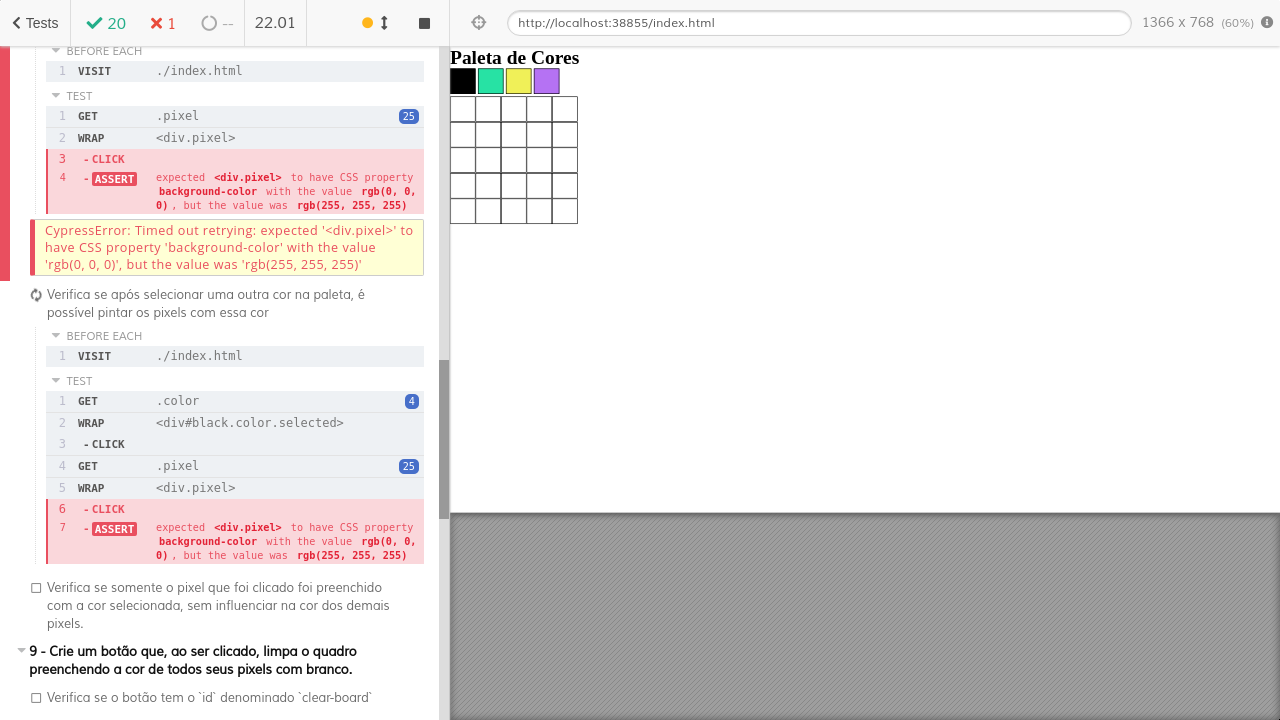 Tests 20 1 -- 22.01 http://localhost:38855/index.html 1366 x 768 (60%)
BEFORE EACH
1 VISIT ./index.html
TEST
1 GET .pixel 25
2 WRAP <div.pixel>
3 -CLICK
4 -ASSERT expected <div.pixel> to have CSS property
background-color with the value rgb(0, 0,
0), but the value was rgb(255, 255, 255)
CypressError: Timed out retrying: expected '<div.pixel>' to
have CSS property 'background-color' with the value
'rgb(0, 0, 0)', but the value was 'rgb(255, 255, 255)'
Verifica se após selecionar uma outra cor na paleta, é
possível pintar os pixels com essa cor
BEFORE EACH
1 VISIT ./index.html
TEST
1 GET .color 4
2 WRAP <div#black.color.selected>
3 -CLICK
4 GET .pixel 25
5 WRAP <div.pixel>
6 -CLICK
7 -ASSERT expected <div.pixel> to have CSS property
background-color with the value rgb(0, 0,
0), but the value was rgb(255, 255, 255)
Verifica se somente o pixel que foi clicado foi preenchido
com a cor selecionada, sem influenciar na cor dos demais
pixels.
9 - Crie um botão que, ao ser clicado, limpa o quadro
preenchendo a cor de todos seus pixels com branco.
Verifica se o botão tem o `id` denominado `clear-board`
Paleta de Cores